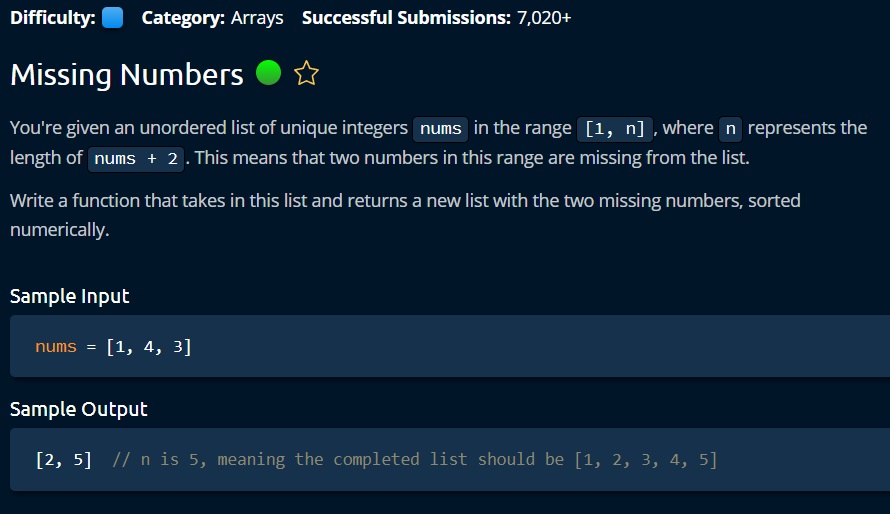 Difficulty: Category: Arrays Successful Submissions: 7,020+
Missing Numbers
You're given an unordered list of unique integers nums in the range [1, n], where n represents the
length of nums + 2. This means that two numbers in this range are missing from the list.
Write a function that takes in this list and returns a new list with the two missing numbers, sorted
numerically.
Sample Input
nums = [1, 4, 3]
Sample Output
[2, 5] // n is 5, meaning the completed list should be [1, 2, 3, 4, 5]